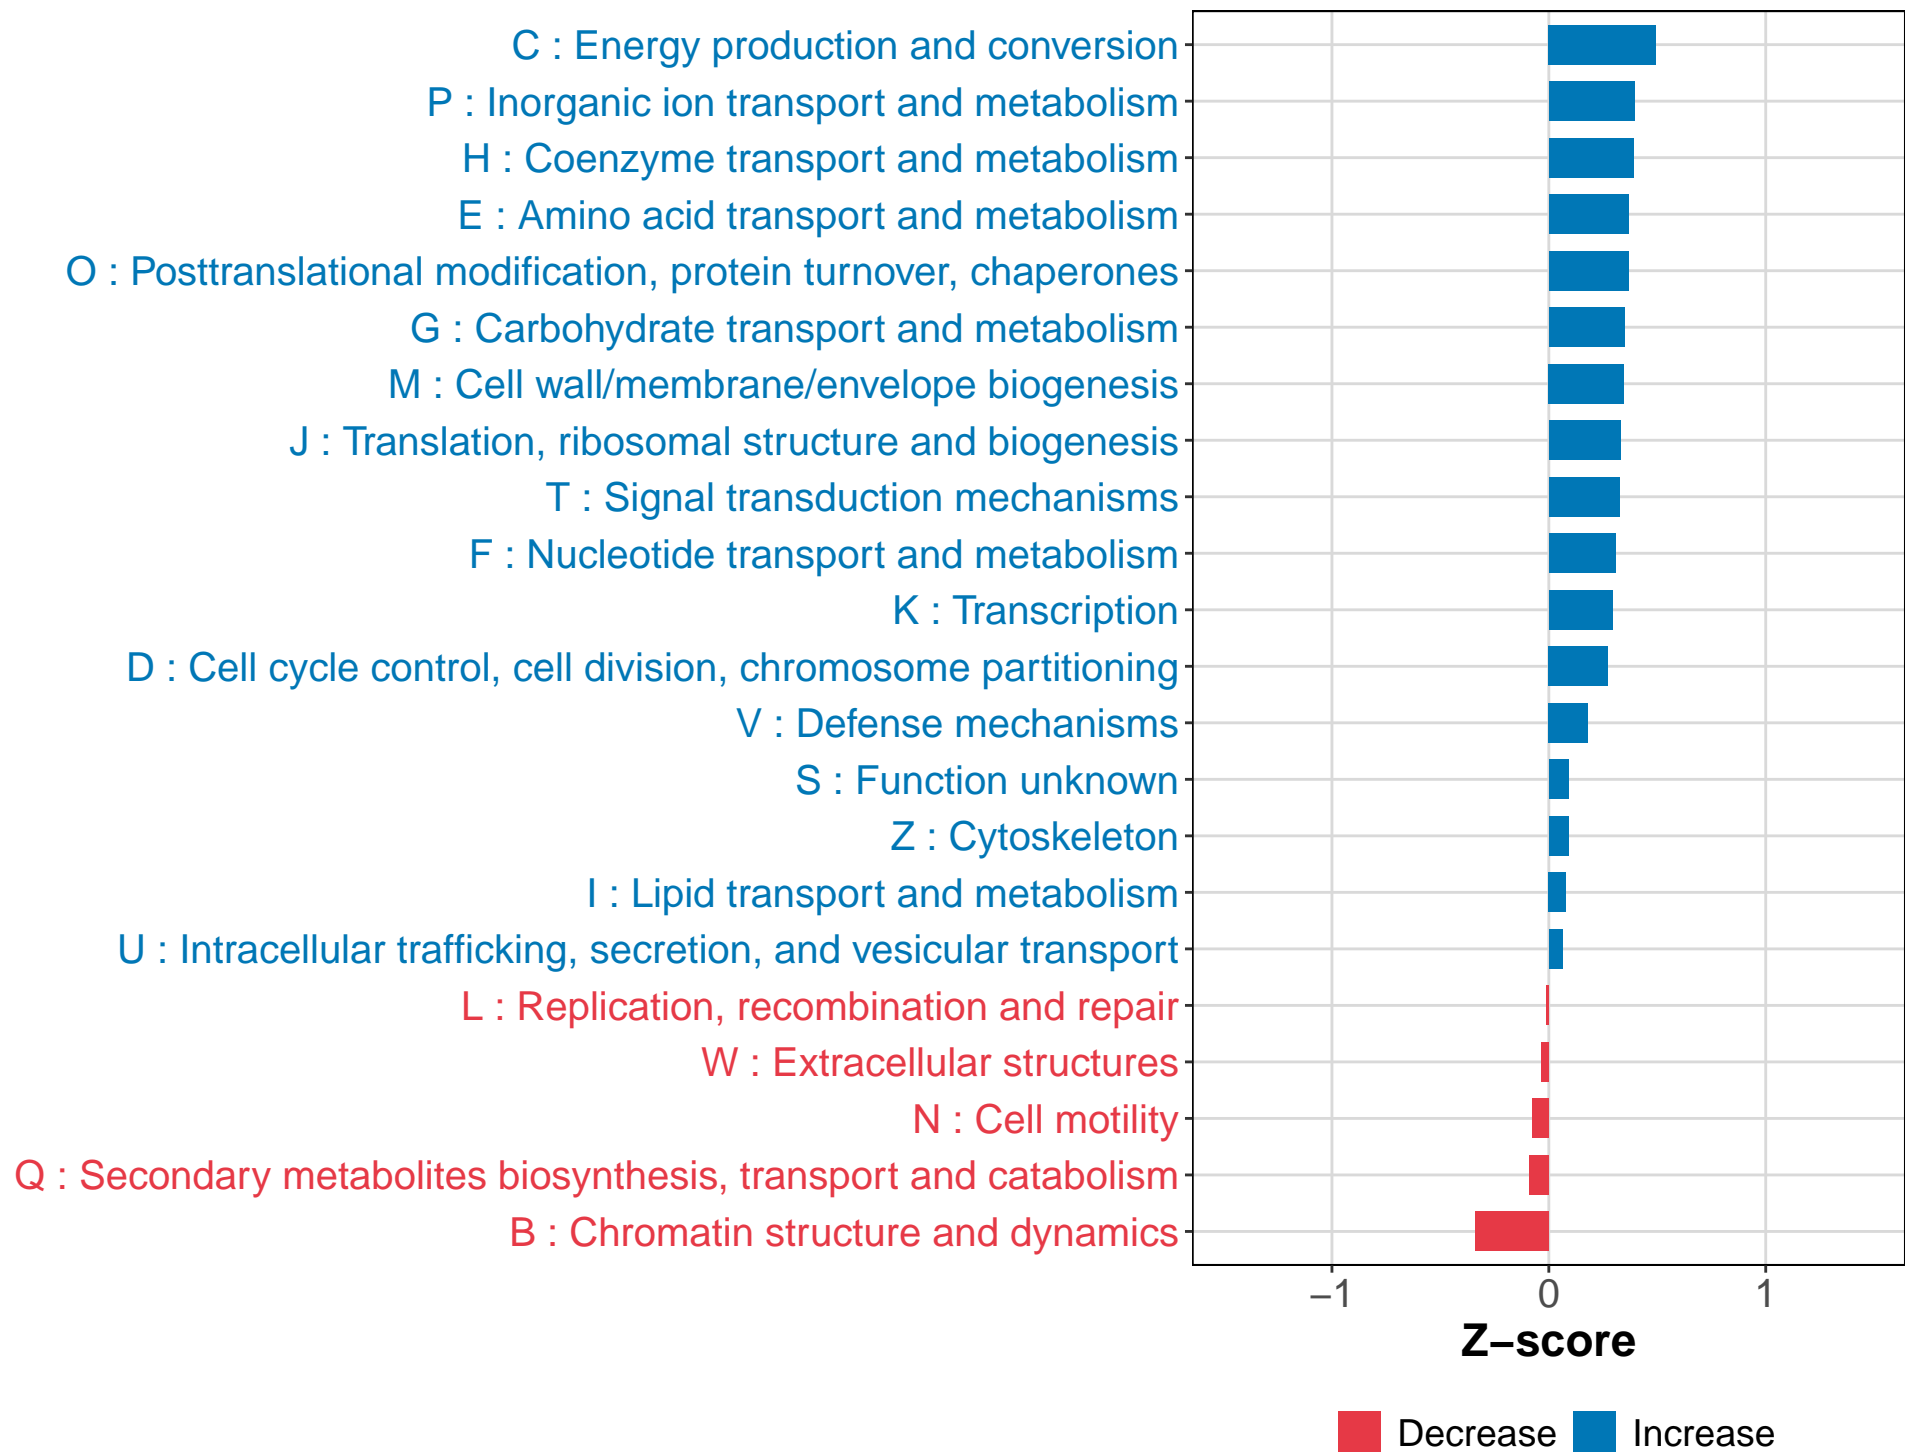 C : Energy production and conversion
P : Inorganic ion transport and metabolism
H : Coenzyme transport and metabolism
E : Amino acid transport and metabolism
O : Posttranslational modification, protein turnover, chaperones
G : Carbohydrate transport and metabolism
M : Cell wall/membrane/envelope biogenesis
J : Translation, ribosomal structure and biogenesis
T : Signal transduction mechanisms
F : Nucleotide transport and metabolism
K : Transcription
D : Cell cycle control, cell division, chromosome partitioning
V : Defense mechanisms
S : Function unknown
Z : Cytoskeleton
I : Lipid transport and metabolism
U : Intracellular trafficking, secretion, and vesicular transport
L : Replication, recombination and repair
W : Extracellular structures
N : Cell motility
Q : Secondary metabolites biosynthesis, transport and catabolism
B : Chromatin structure and dynamics
−1 0 1
Z−score
Decrease Increase